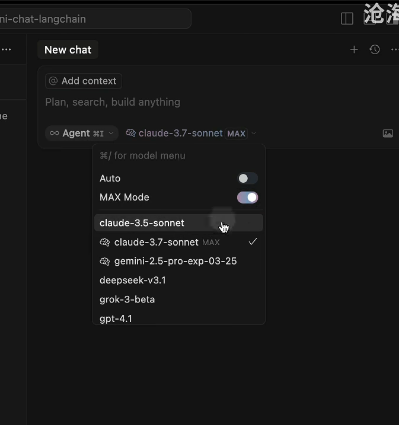 ni-chat-langchain
沧海
New chat
@ Add context
Plan, search, build anything
∞ Agent ⌘I claude-3.7-sonnet MAX
⌘/ for model menu
Auto
MAX Mode
claude-3.5-sonnet
claude-3.7-sonnet MAX
gemini-2.5-pro-exp-03-25
deepseek-v3.1
grok-3-beta
gpt-4.1